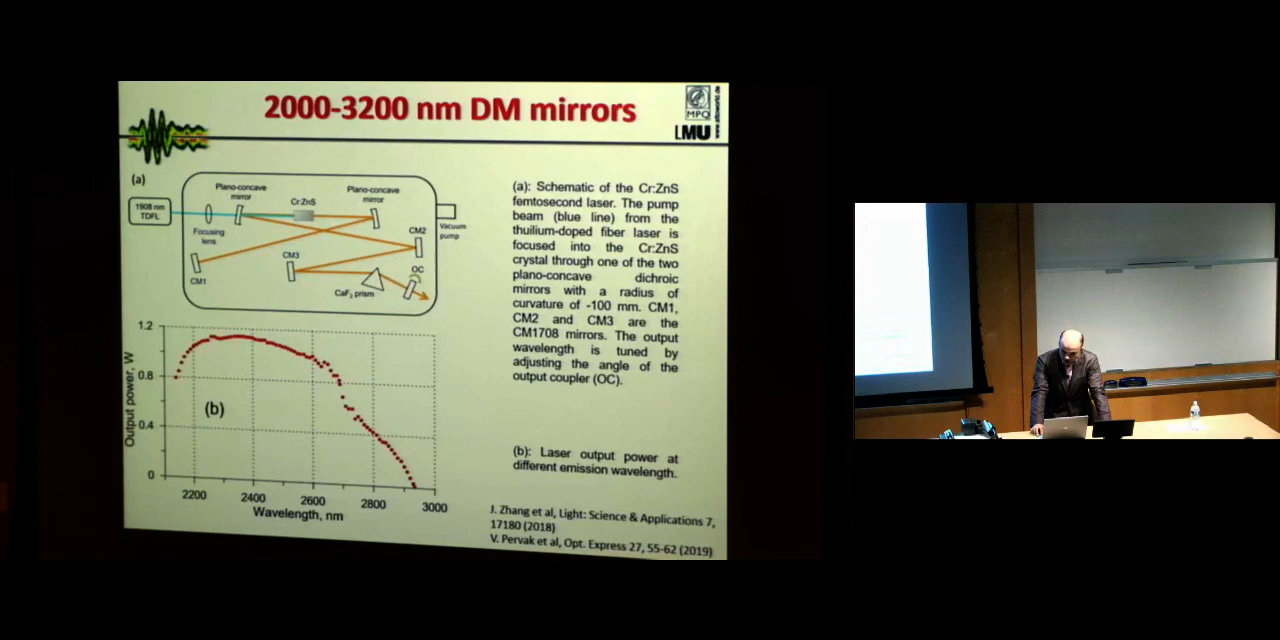 2000-3200 nm DM mirrors
MPQ
LMU
www.attoworld.de
(a)
Plano-concave
mirror
Cr:ZnS
Plano-concave
mirror
1908 nm
TDFL
Focusing
lens
CM2
Vacuum
pump
CM3
OC
CM1
CaF₂ prism
(a): Schematic of the Cr:ZnS
femtosecond laser. The pump
beam (blue line) from the
thuilium-doped fiber laser is
focused into the Cr:ZnS
crystal through one of the two
plano-concave dichroic
mirrors with a radius of
curvature of -100 mm. CM1,
CM2 and CM3 are the
CM1708 mirrors. The output
wavelength is tuned by
adjusting the angle of the
output coupler (OC).
1.2
0.8
0.4
0
Output power, W
(b)
2200 2400 2600 2800 3000
Wavelength, nm
(b): Laser output power at
different emission wavelength.
J. Zhang et al, Light: Science & Applications 7,
17180 (2018)
V. Pervak et al, Opt. Express 27, 55-62 (2019)